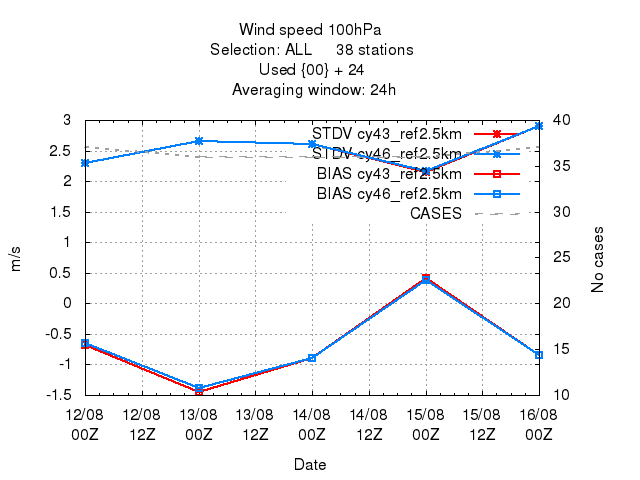 Wind speed 100hPa
Selection: ALL 38 stations
Used {00} + 24
Averaging window: 24h
STDV cy43_ref2.5km
STDV cy46_ref2.5km
BIAS cy43_ref2.5km
BIAS cy46_ref2.5km
CASES
m/s
3
2.5
2
1.5
1
0.5
0
-0.5
-1
-1.5
No cases
40
35
30
25
20
15
10
12/08 12/08 13/08 13/08 14/08 14/08 15/08 15/08 16/08
00Z 12Z 00Z 12Z 00Z 12Z 00Z 12Z 00Z
Date